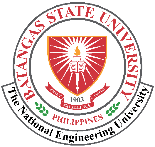 BATANGAS STATE UNIVERSITY
1903
PHILIPPINES
The National Engineering University